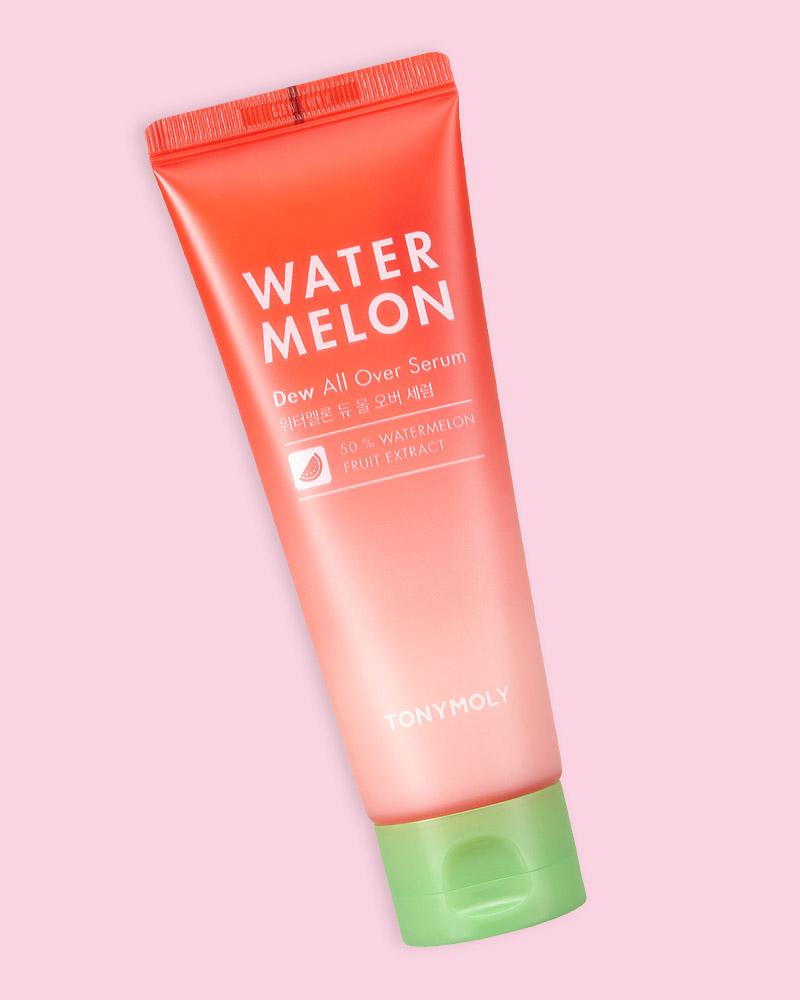 WATER
MELON
Dew All Over Serum
워터멜론 듀 올 오버 세럼
50 % WATERMELON
FRUIT EXTRACT
TONYMOLY